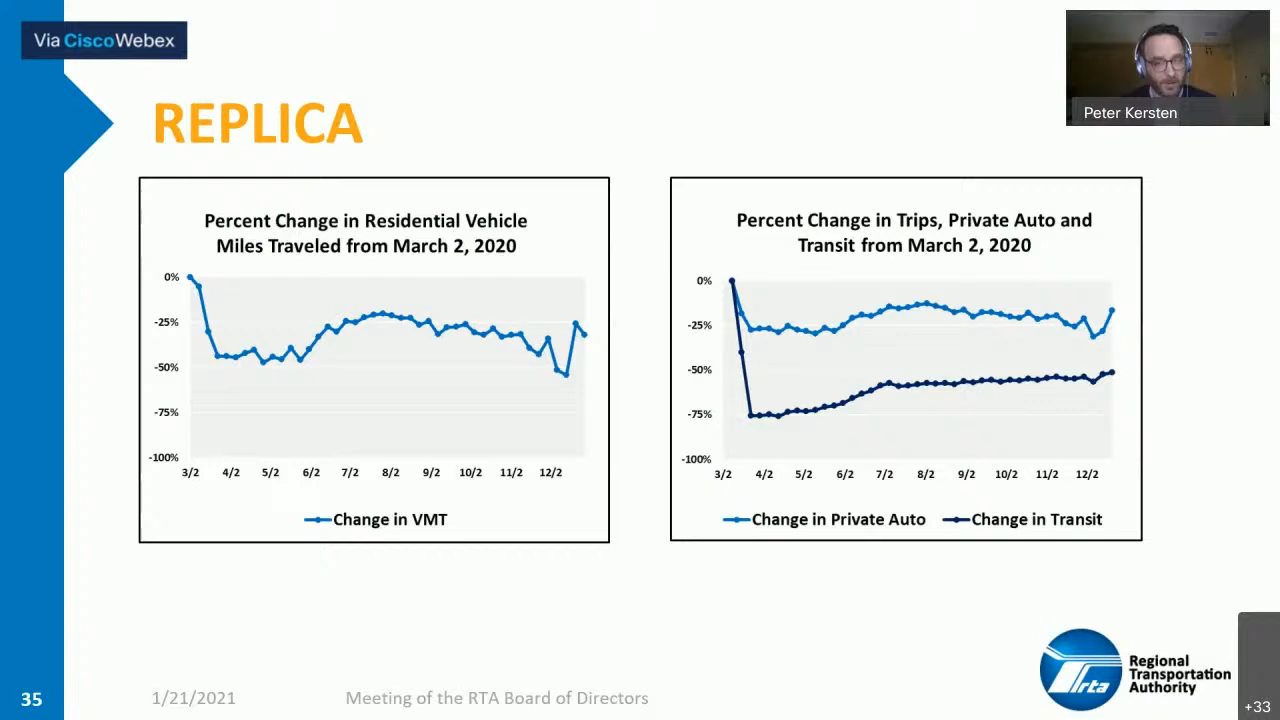 Via Cisco Webex
Peter Kersten
REPLICA
Percent Change in Residential Vehicle
Miles Traveled from March 2, 2020
0%
-25%
-50%
-75%
-100%
3/2 4/2 5/2 6/2 7/2 8/2 9/2 10/2 11/2 12/2
Change in VMT
Percent Change in Trips, Private Auto and
Transit from March 2, 2020
0%
-25%
-50%
-75%
-100%
3/2 4/2 5/2 6/2 7/2 8/2 9/2 10/2 11/2 12/2
Change in Private Auto Change in Transit
rta
Regional
Transportation
Authority
35
1/21/2021
Meeting of the RTA Board of Directors
+33